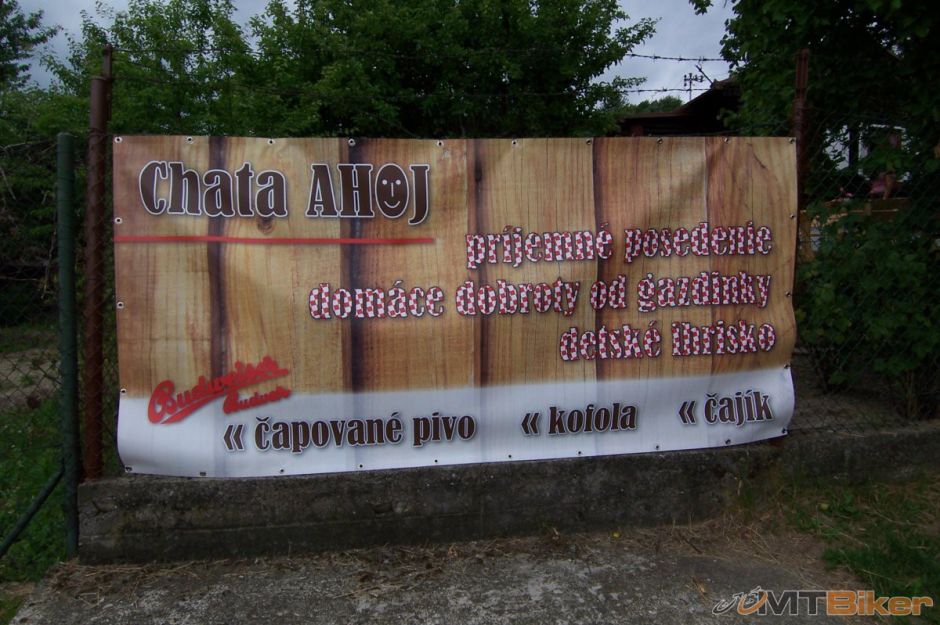 Chata AHOJ
príjemné posedenie
domáce dobroty od gazdinky
detské ihrisko
Budweiser
Budvar
« čapované pivo « kofola « čajík
MTBiker